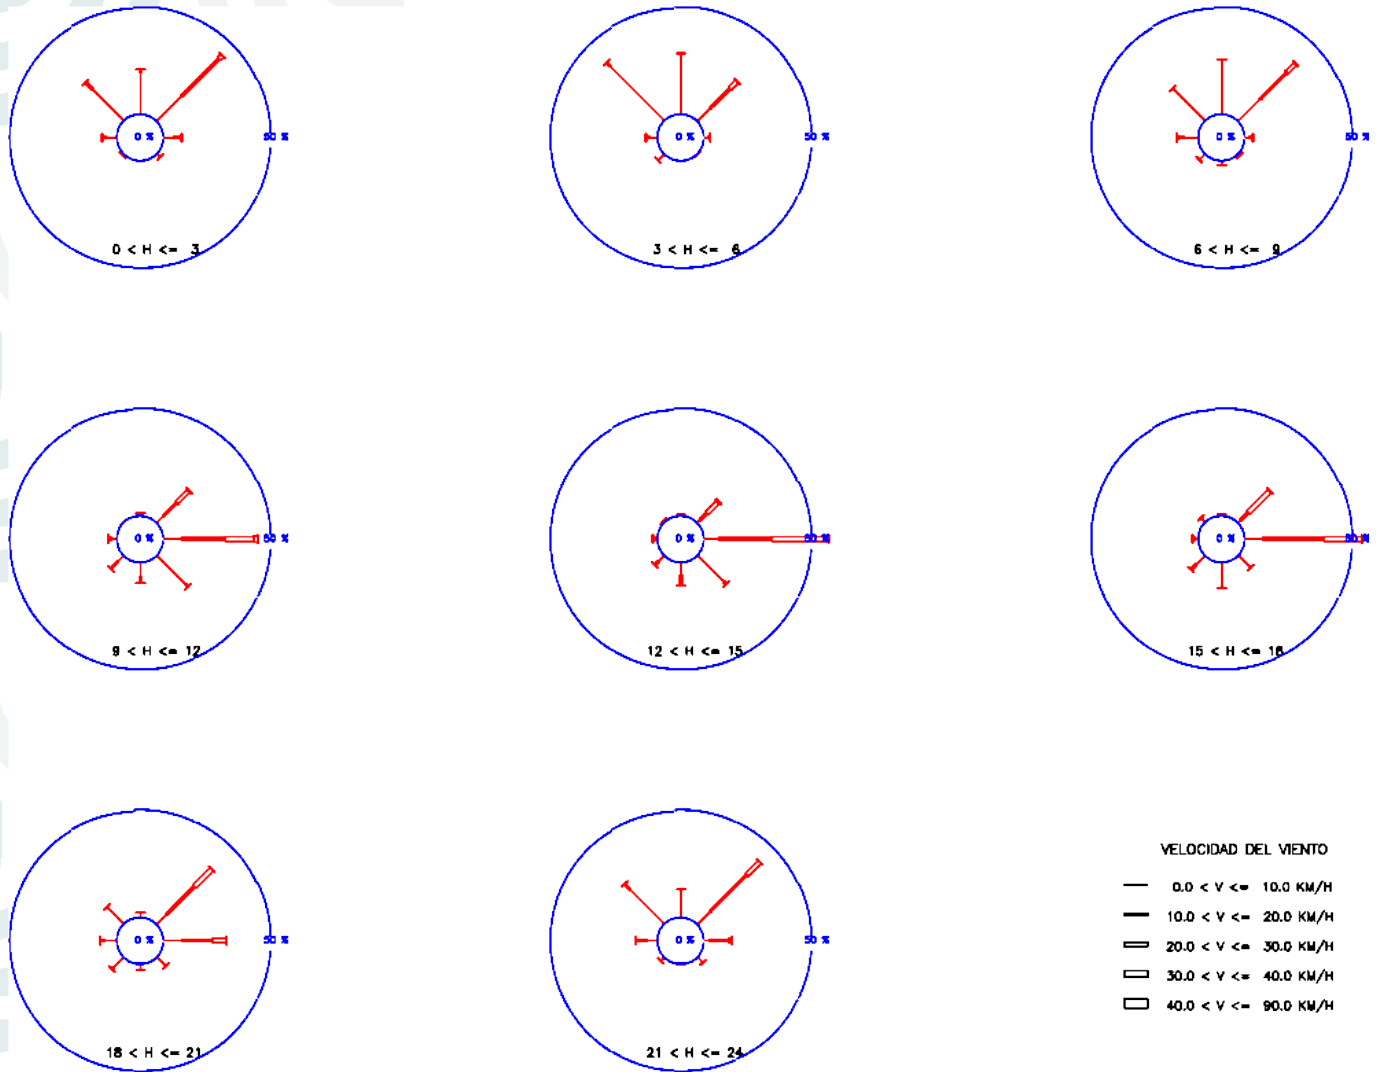 0 % 50 %
0 < H <= 3
0 % 50 %
3 < H <= 6
0 % 50 %
6 < H <= 9
0 % 50 %
9 < H <= 12
0 % 50 %
12 < H <= 15
0 % 50 %
15 < H <= 18
0 % 50 %
18 < H <= 21
0 % 50 %
21 < H <= 24
VELOCIDAD DEL VIENTO
0.0 < V <= 10.0 KM/H
10.0 < V <= 20.0 KM/H
20.0 < V <= 30.0 KM/H
30.0 < V <= 40.0 KM/H
40.0 < V <= 90.0 KM/H